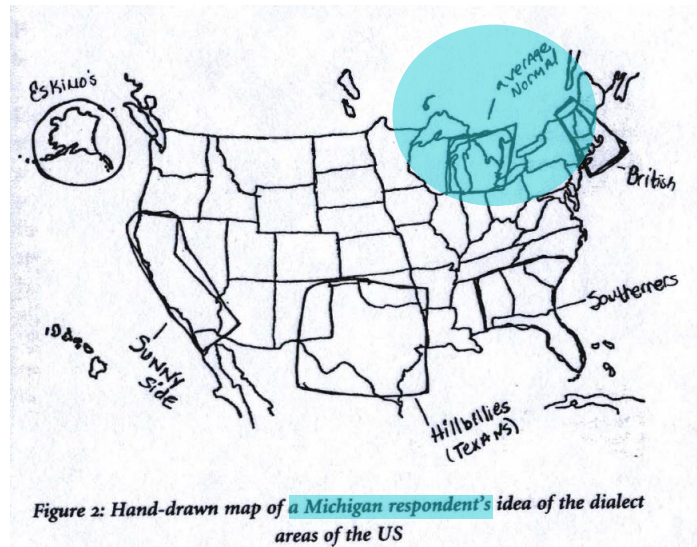 Eskimo's
average
Normal
British
Southerners
Sunny
Side
Hillbillies
(Texans)
Figure 2: Hand-drawn map of a Michigan respondent's idea of the dialect
areas of the US